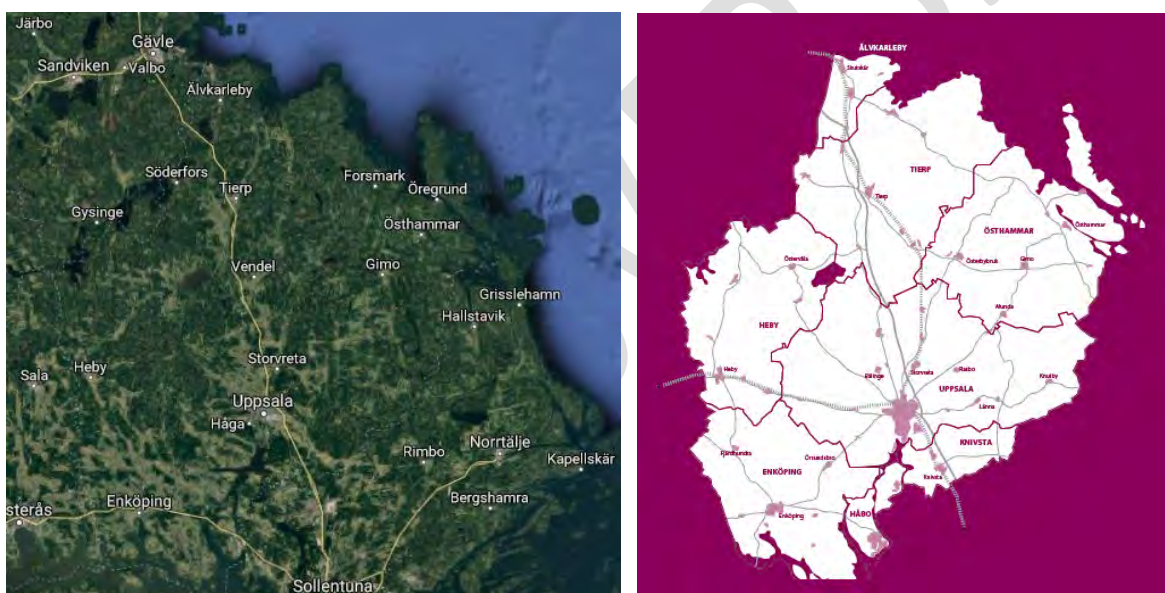 Järbo
Gävle
Sandviken
Valbo
Älvkarleby
Söderfors
Forsmark
Tierp
Öregrund
Gysinge
Östhammar
Vendel
Gimo
Grisslehamn
Hallstavik
Storvreta
Sala
Heby
Uppsala
Håga
Rimbo
Norrtälje
Kapellskär
Enköping
Bergshamra
sterås
Sollentuna
ÄLVKARLEBY
Skutskär
TIERP
Tierp
ÖSTHAMMAR
Östhammar
Österbybruk
Gimo
Östervåla
Alunda
HEBY
Heby
Bälinge
Storvreta
Rasbo
UPPSALA
Knutby
Länna
KNIVSTA
Fjärdhundra
Örsundsbro
ENKÖPING
Knivsta
HÅBO
Enköping